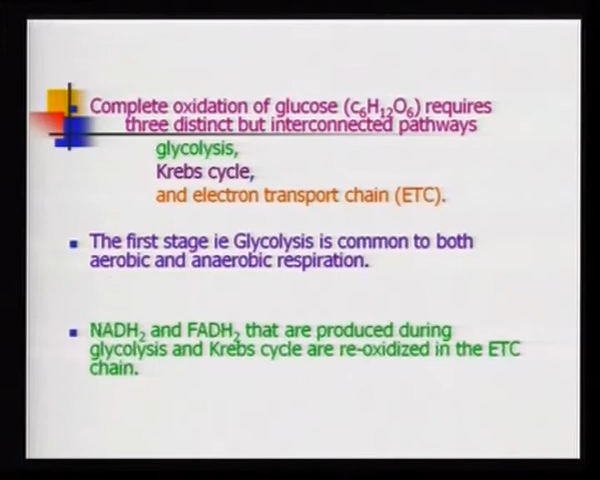 Complete oxidation of glucose (c₆H₁₂O₆) requires
three distinct but interconnected pathways
glycolysis,
Krebs cycle,
and electron transport chain (ETC).
The first stage ie Glycolysis is common to both
aerobic and anaerobic respiration.
NADH₂ and FADH₂ that are produced during
glycolysis and Krebs cycle are re-oxidized in the ETC
chain.